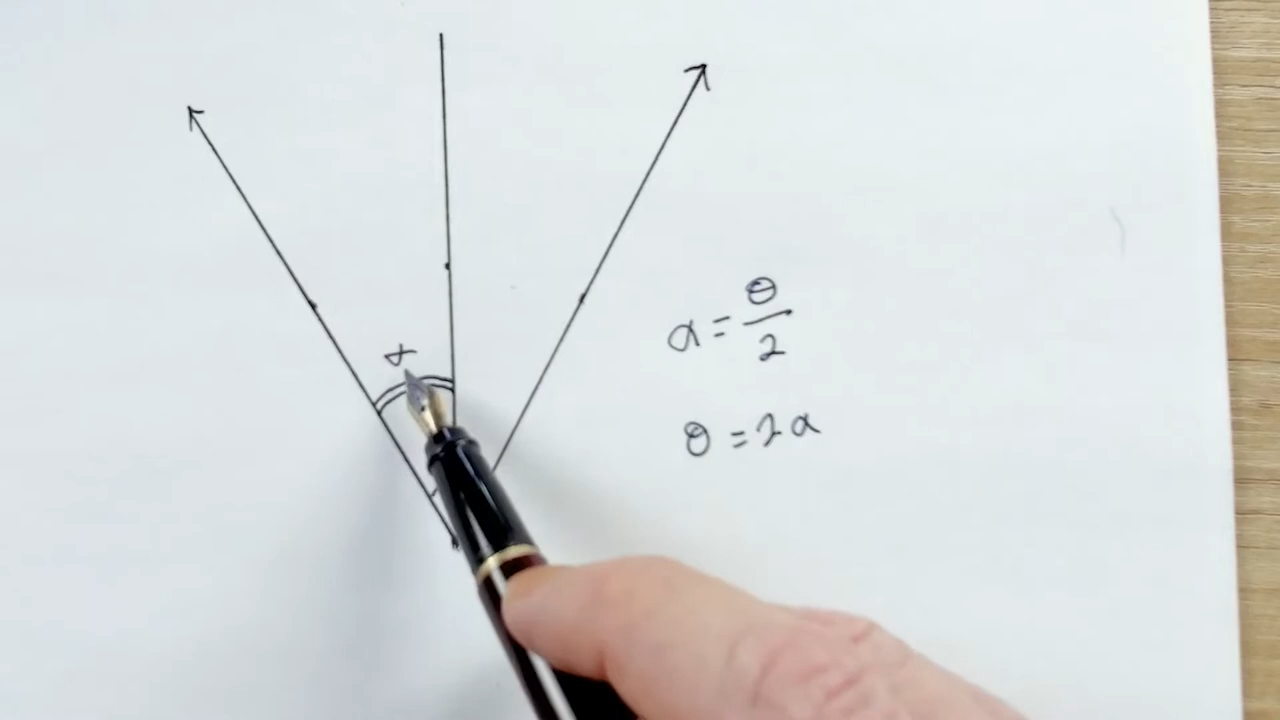 α
α = θ/2
θ = 2α